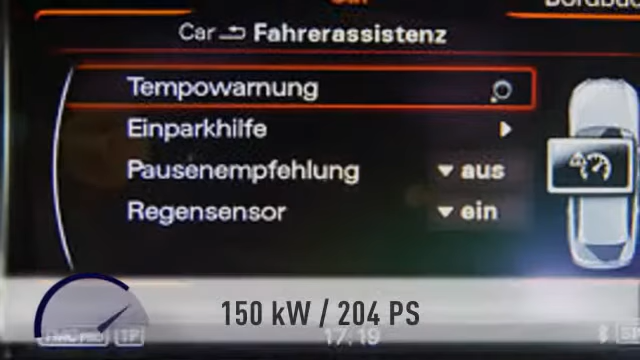 Car Fahrerassistenz
Tempowarnung
Einparkhilfe
Pausenempfehlung aus
Regensensor ein
150 kW / 204 PS
17:19